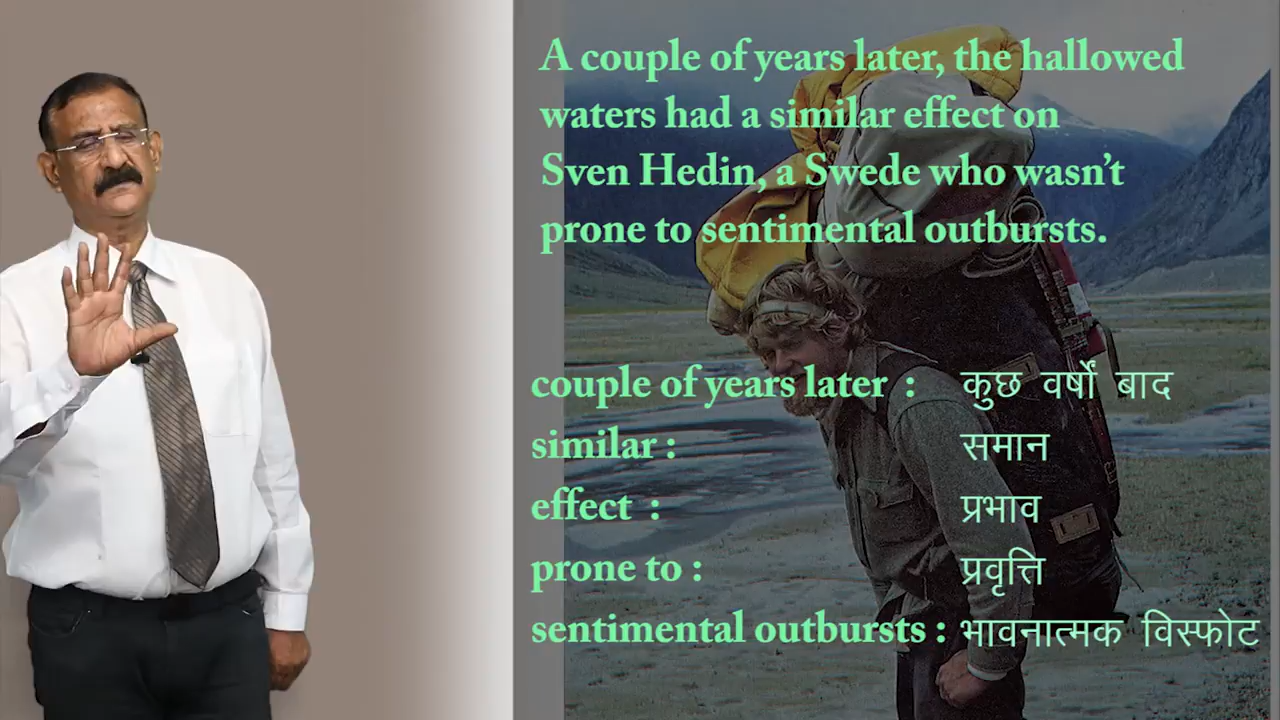 A couple of years later, the hallowed
waters had a similar effect on
Sven Hedin, a Swede who wasn't
prone to sentimental outbursts.
couple of years later : कुछ वर्षों बाद
similar : समान
effect : प्रभाव
prone to : प्रवृत्ति
sentimental outbursts : भावनात्मक विस्फोट